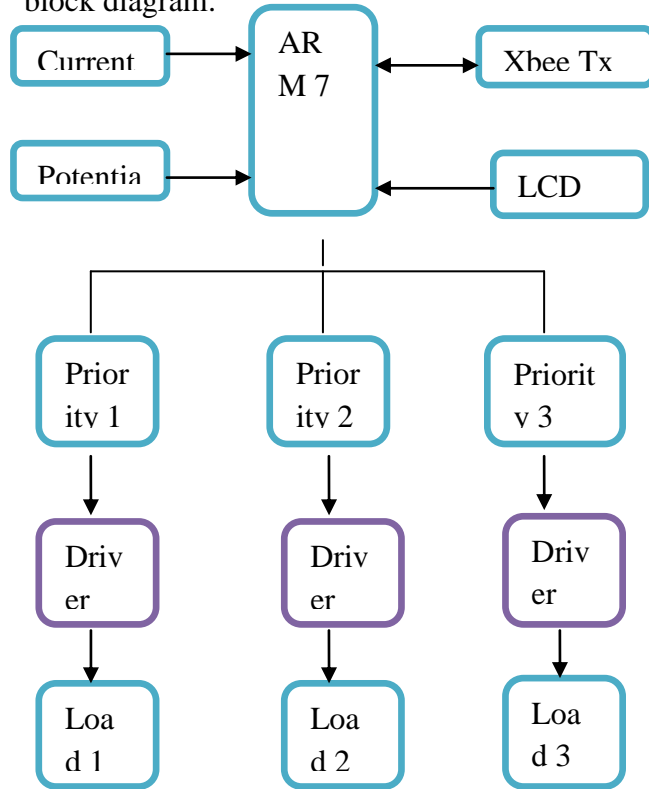 block diagram.
Current
AR
M 7
Xbee Tx
Potentia
LCD
Prior
ity 1
Prior
ity 2
Priorit
y 3
Driv
er
Driv
er
Driv
er
Loa
d 1
Loa
d 2
Loa
d 3